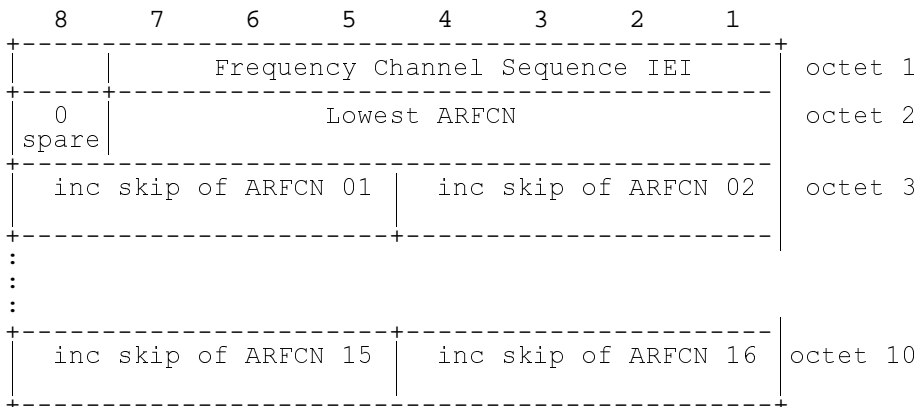 8 7 6 5 4 3 2 1
Frequency Channel Sequence IEI octet 1
0 Lowest ARFCN octet 2
spare
inc skip of ARFCN 01 inc skip of ARFCN 02 octet 3
:
:
:
inc skip of ARFCN 15 inc skip of ARFCN 16 octet 10